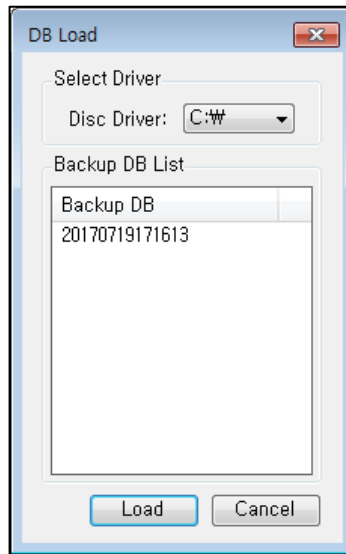 DB Load
Select Driver
Disc Driver: C:₩
Backup DB List
Backup DB
20170719171613
Load Cancel